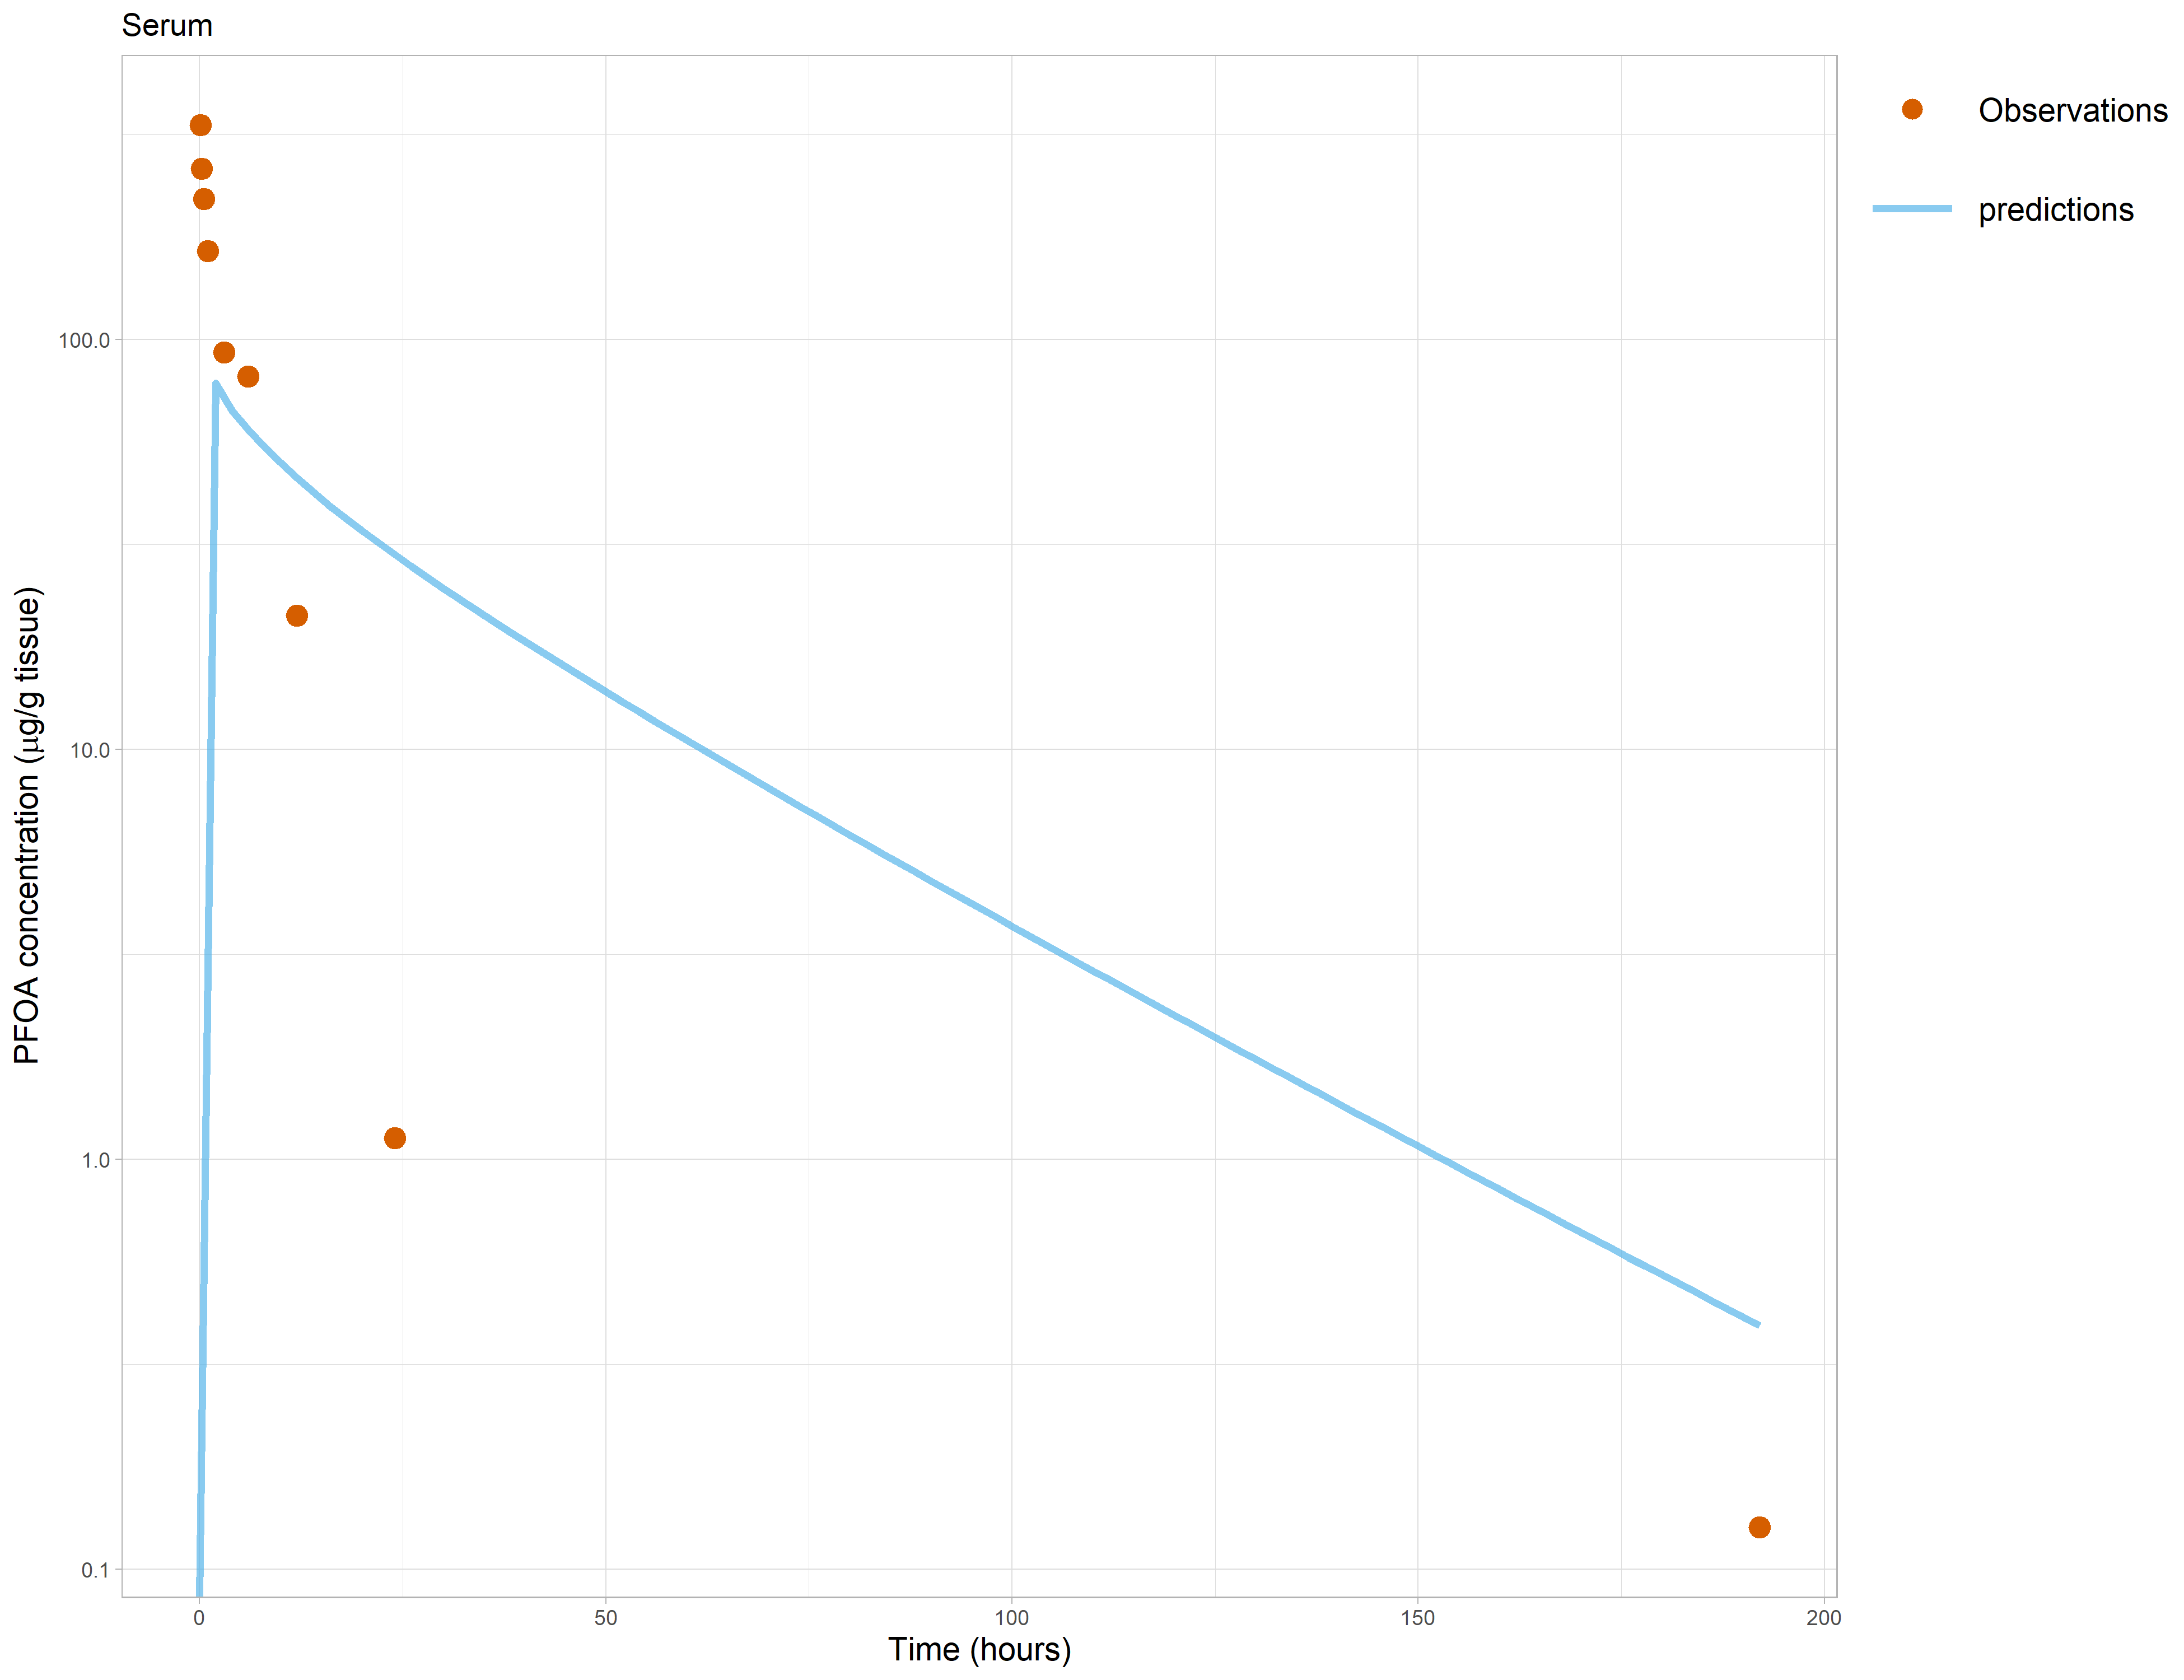 Serum
Observations
predictions
PFOA concentration (μg/g tissue)
100.0
10.0
1.0
0.1
0
50
100
150
200
Time (hours)